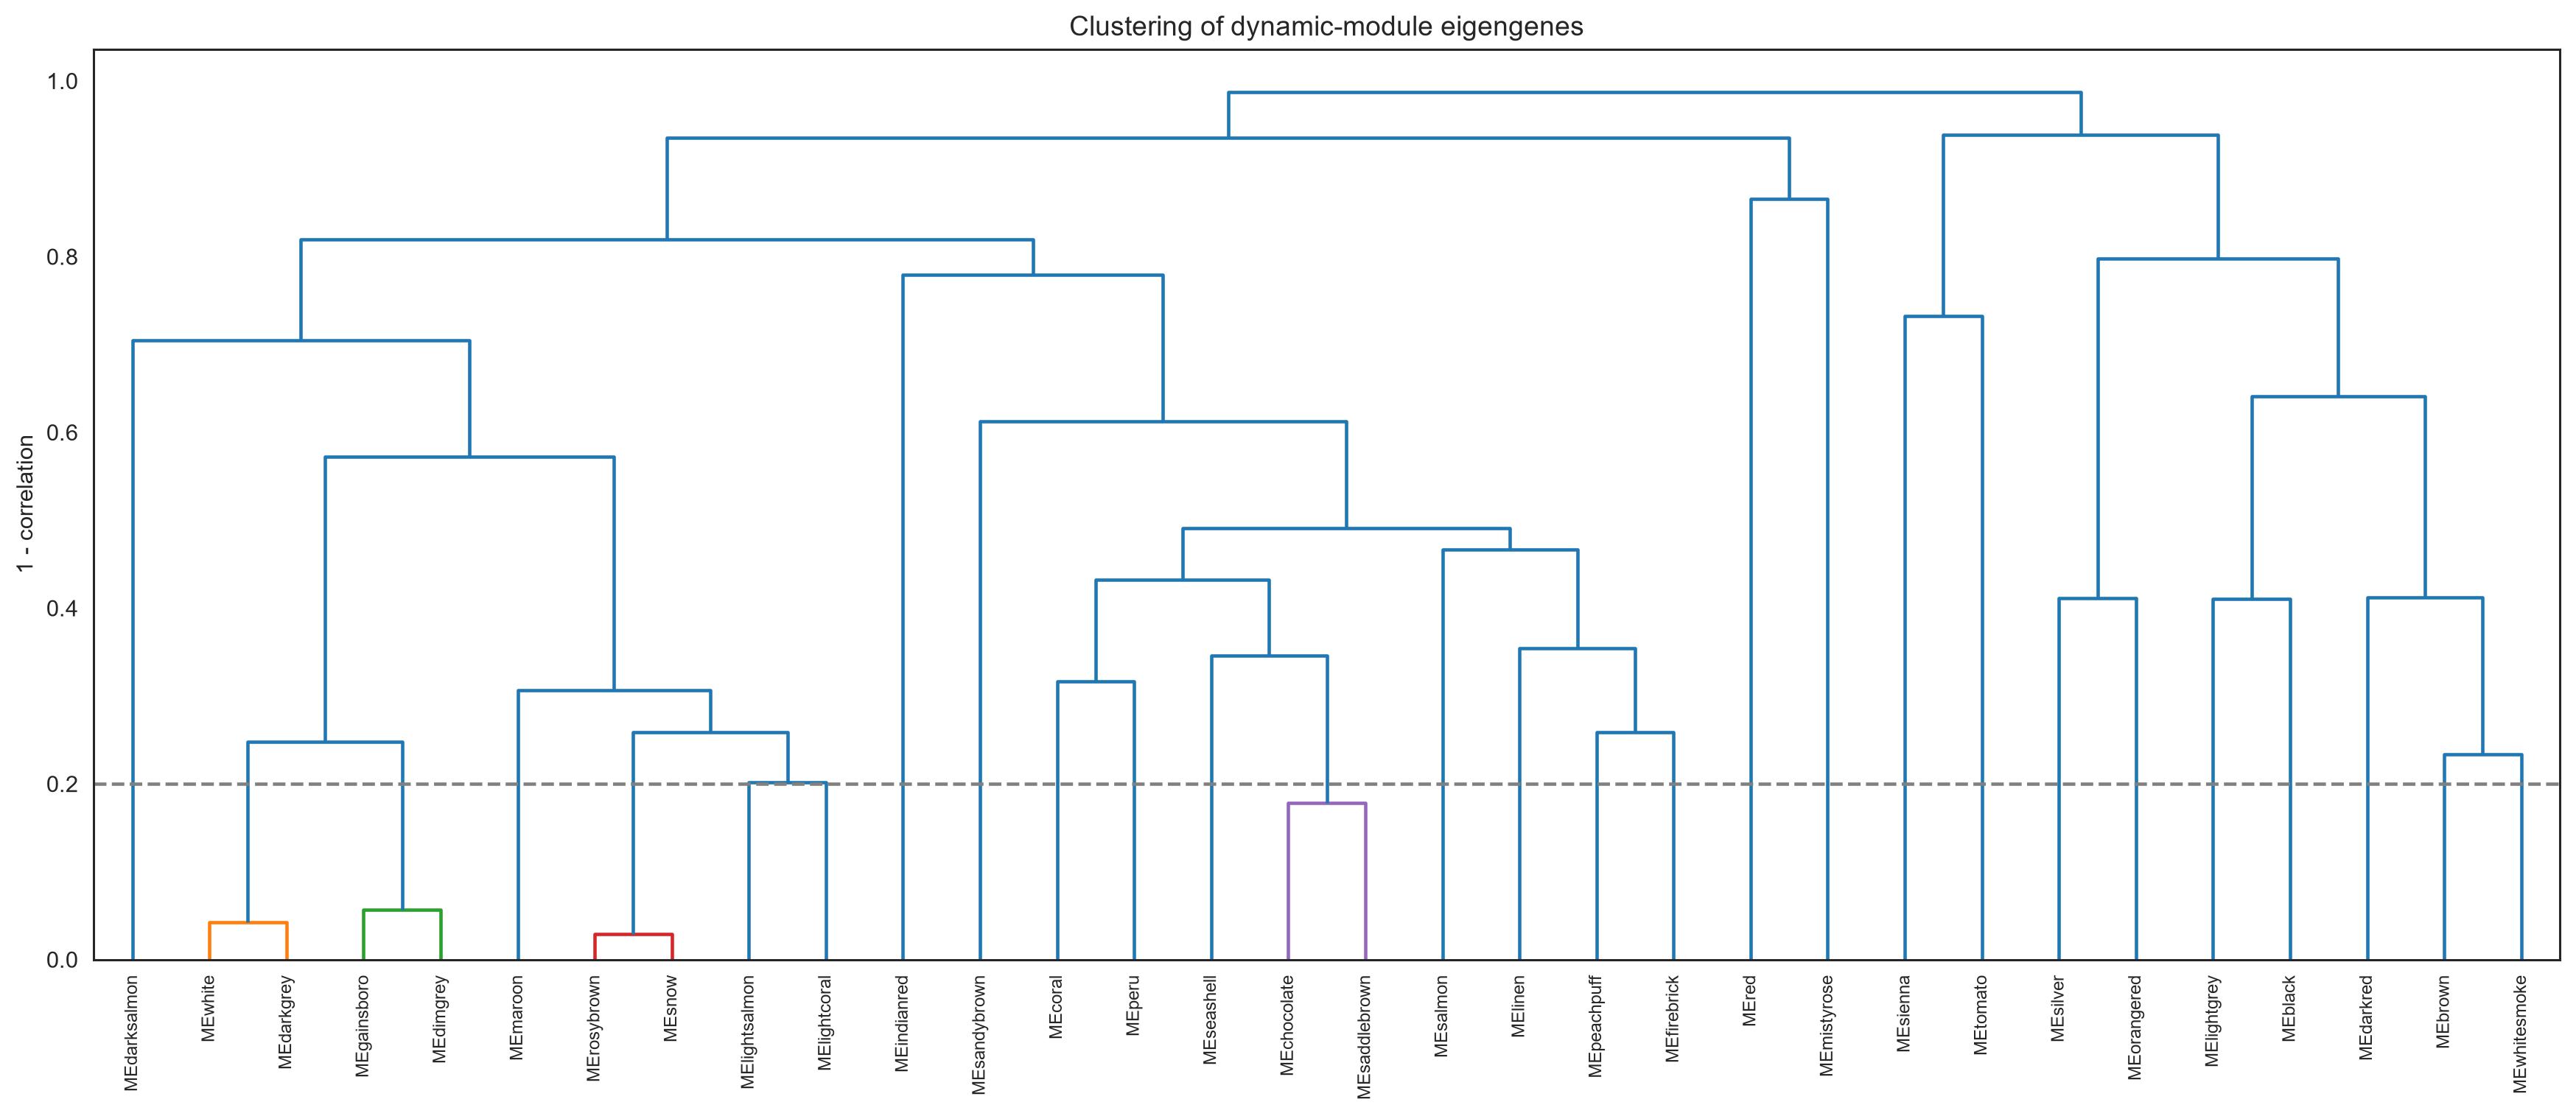 Clustering of dynamic-module eigengenes
1 - correlation
1.0
0.8
0.6
0.4
0.2
0.0
MEdarksalmon
MEwhite
MEdarkgrey
MEgainsboro
MEdimgrey
MEmaroon
MErosybrown
MEsnow
MElightsalmon
MElightcoral
MEindianred
MEsandybrown
MEcoral
MEperu
MEseashell
MEchocolate
MEsaddlebrown
MEsalmon
MElinen
MEpeachpuff
MEfirebrick
MEred
MEmistyrose
MEsienna
MEtomato
MEsilver
MEorangered
MElightgrey
MEblack
MEdarkred
MEbrown
MEwhitesmoke